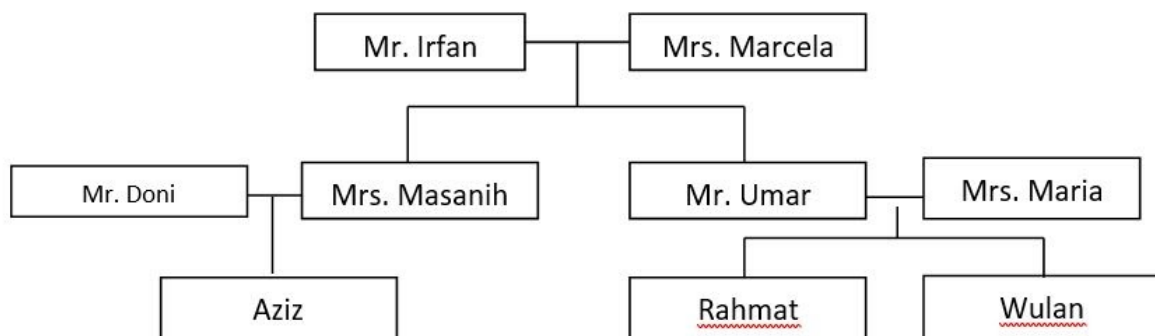 Mr. Irfan
Mrs. Marcela
Mr. Doni
Mrs. Masanih
Mr. Umar
Mrs. Maria
Aziz
Rahmat
Wulan